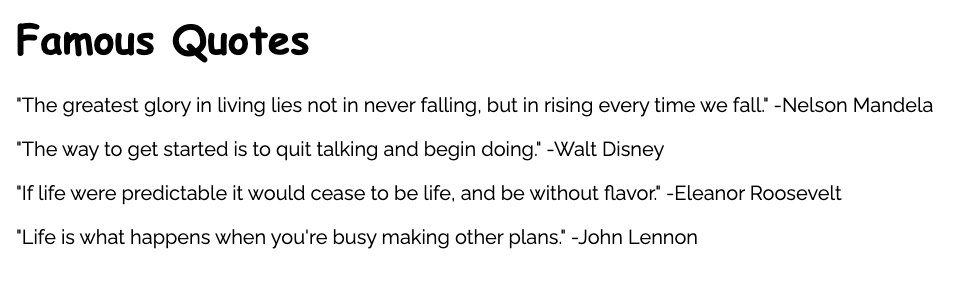 Famous Quotes
"The greatest glory in living lies not in never falling, but in rising every time we fall." -Nelson Mandela
"The way to get started is to quit talking and begin doing." -Walt Disney
"If life were predictable it would cease to be life, and be without flavor." -Eleanor Roosevelt
"Life is what happens when you're busy making other plans." -John Lennon